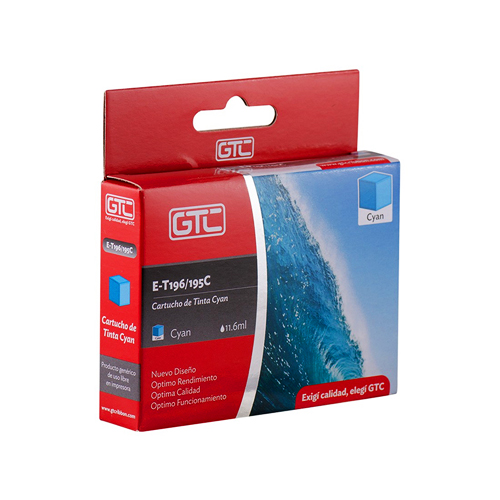 GTC
GTC
Cyan
E-T196/195C
Cartucho de Tinta Cyan
Cyan
11.6ml
Nuevo Diseño
Optimo Rendimiento
Optima Calidad
Optimo Funcionamiento
Exigí calidad, elegí GTC
GTC
Exigí calidad, elegí GTC
E-T196/195C
Cartucho de
Tinta Cyan
Producto genérico
de uso libre
en impresora
www.gtcribbon.com